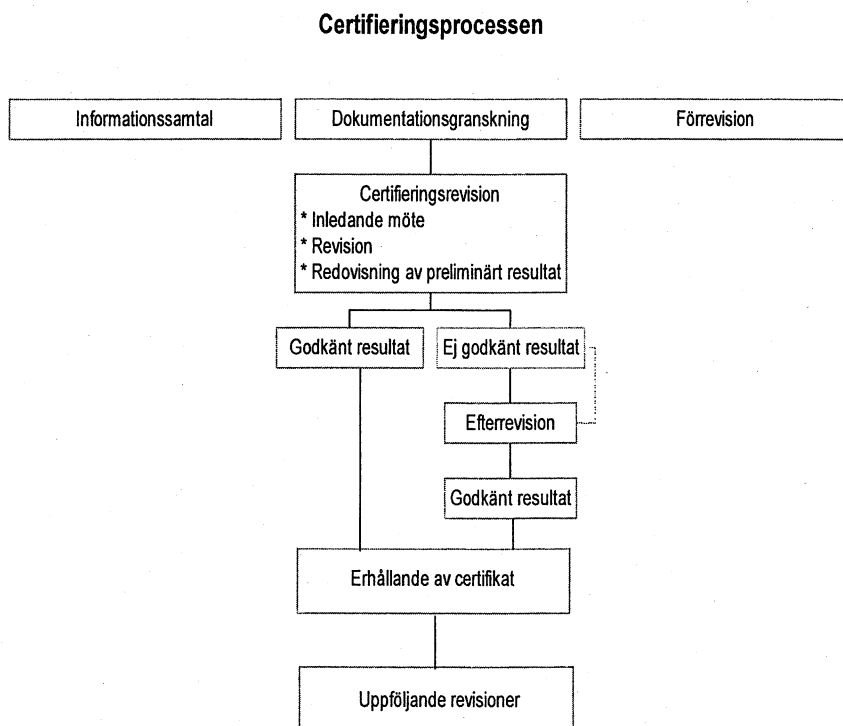 Certifieringsprocessen
Informationssamtal
Dokumentationsgranskning
Förrevision
Certifieringsrevision
* Inledande möte
* Revision
* Redovisning av preliminärt resultat
Godkänt resultat
Ej godkänt resultat
Efterrevision
Godkänt resultat
Erhållande av certifikat
Uppföljande revisioner